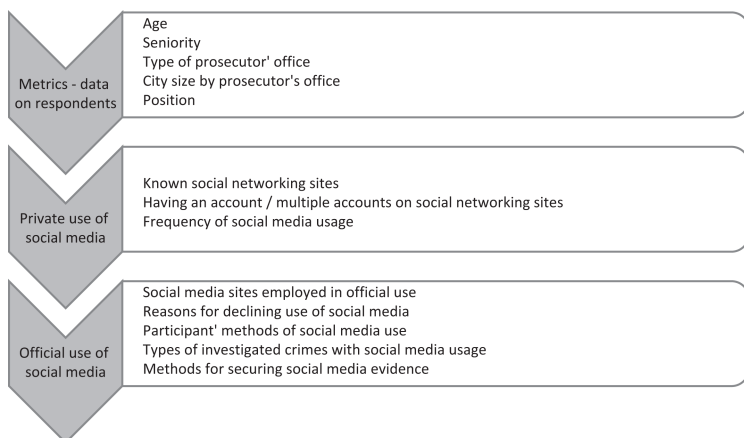 Metrics - data
on respondents
Age
Seniority
Type of prosecutor' office
City size by prosecutor's office
Position
Private use of
social media
Known social networking sites
Having an account / multiple accounts on social networking sites
Frequency of social media usage
Official use of
social media
Social media sites employed in official use
Reasons for declining use of social media
Participant' methods of social media use
Types of investigated crimes with social media usage
Methods for securing social media evidence